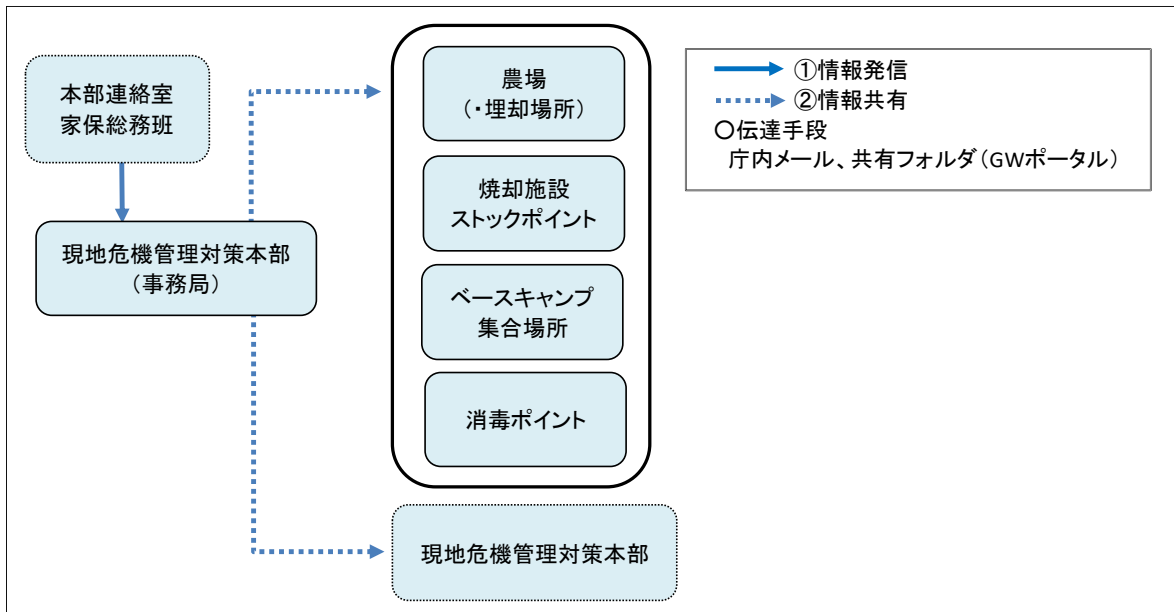 本部連絡室
家保総務班
現地危機管理対策本部
（事務局）
農場
（・埋却場所）
焼却施設
ストックポイント
ベースキャンプ
集合場所
消毒ポイント
現地危機管理対策本部
①情報発信
②情報共有
〇伝達手段
庁内メール、共有フォルダ（GWポータル）